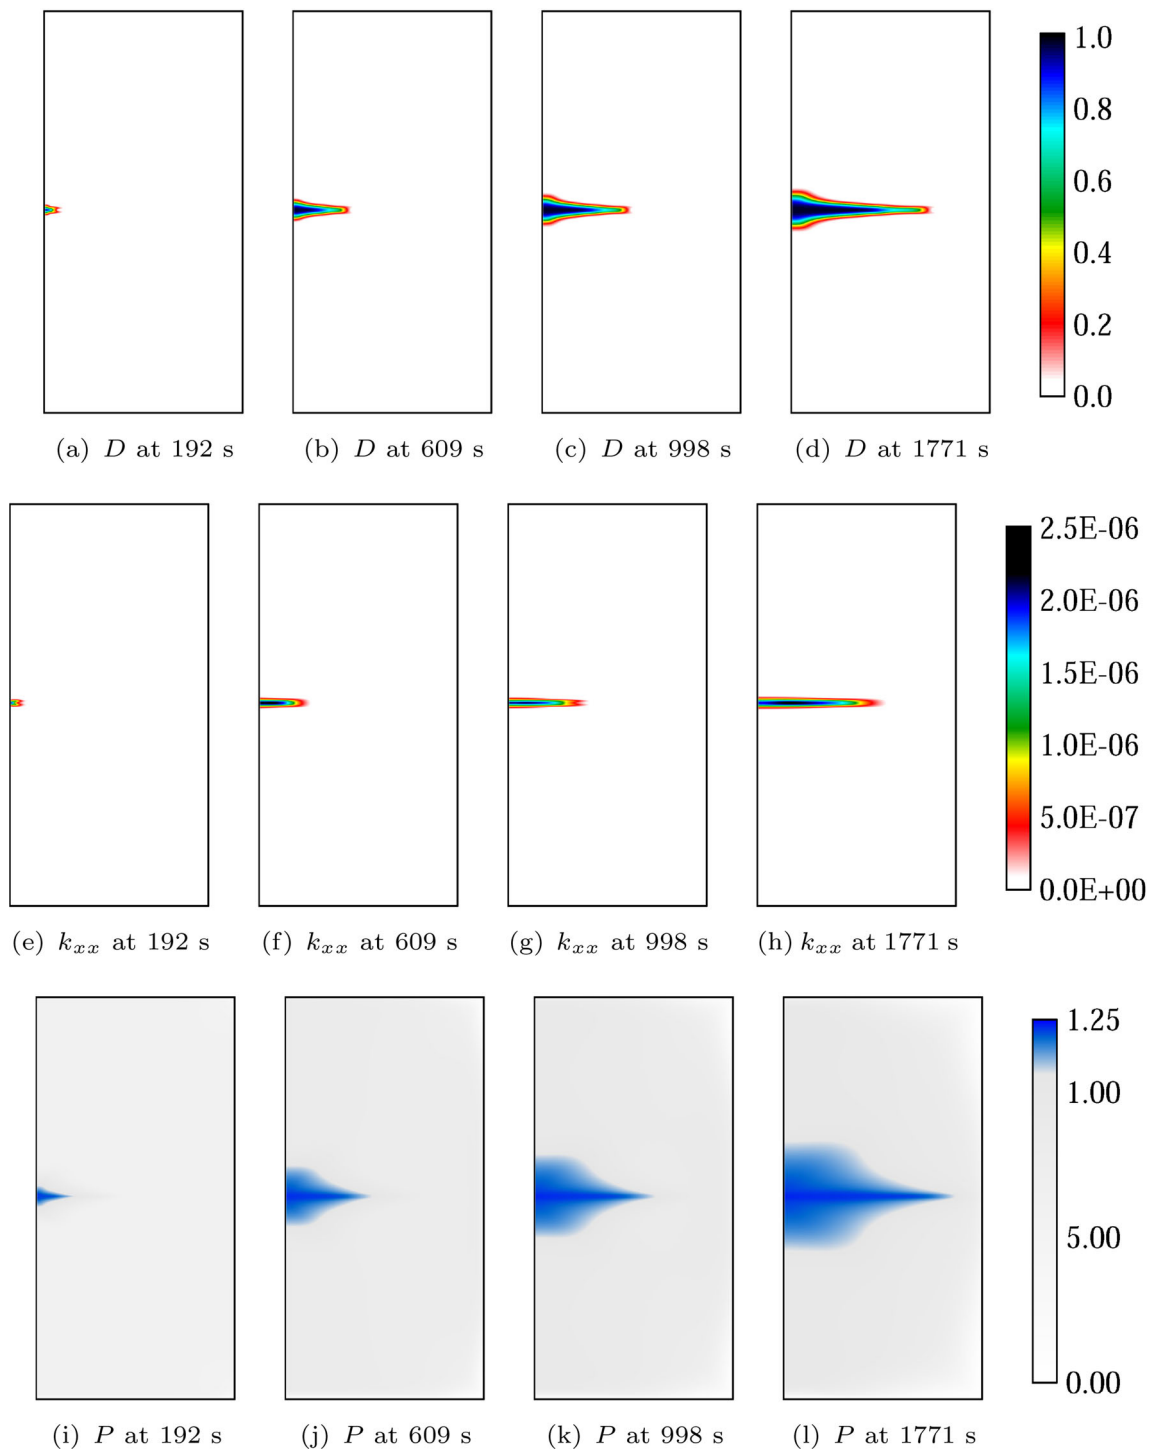 1.0
0.8
0.6
0.4
0.2
0.0
(a) D at 192 s
(b) D at 609 s
(c) D at 998 s
(d) D at 1771 s
2.5E-06
2.0E-06
1.5E-06
1.0E-06
5.0E-07
0.0E+00
(e) kxx at 192 s
(f) kxx at 609 s
(g) kxx at 998 s
(h) kxx at 1771 s
1.25
1.00
5.00
0.00
(i) P at 192 s
(j) P at 609 s
(k) P at 998 s
(l) P at 1771 s